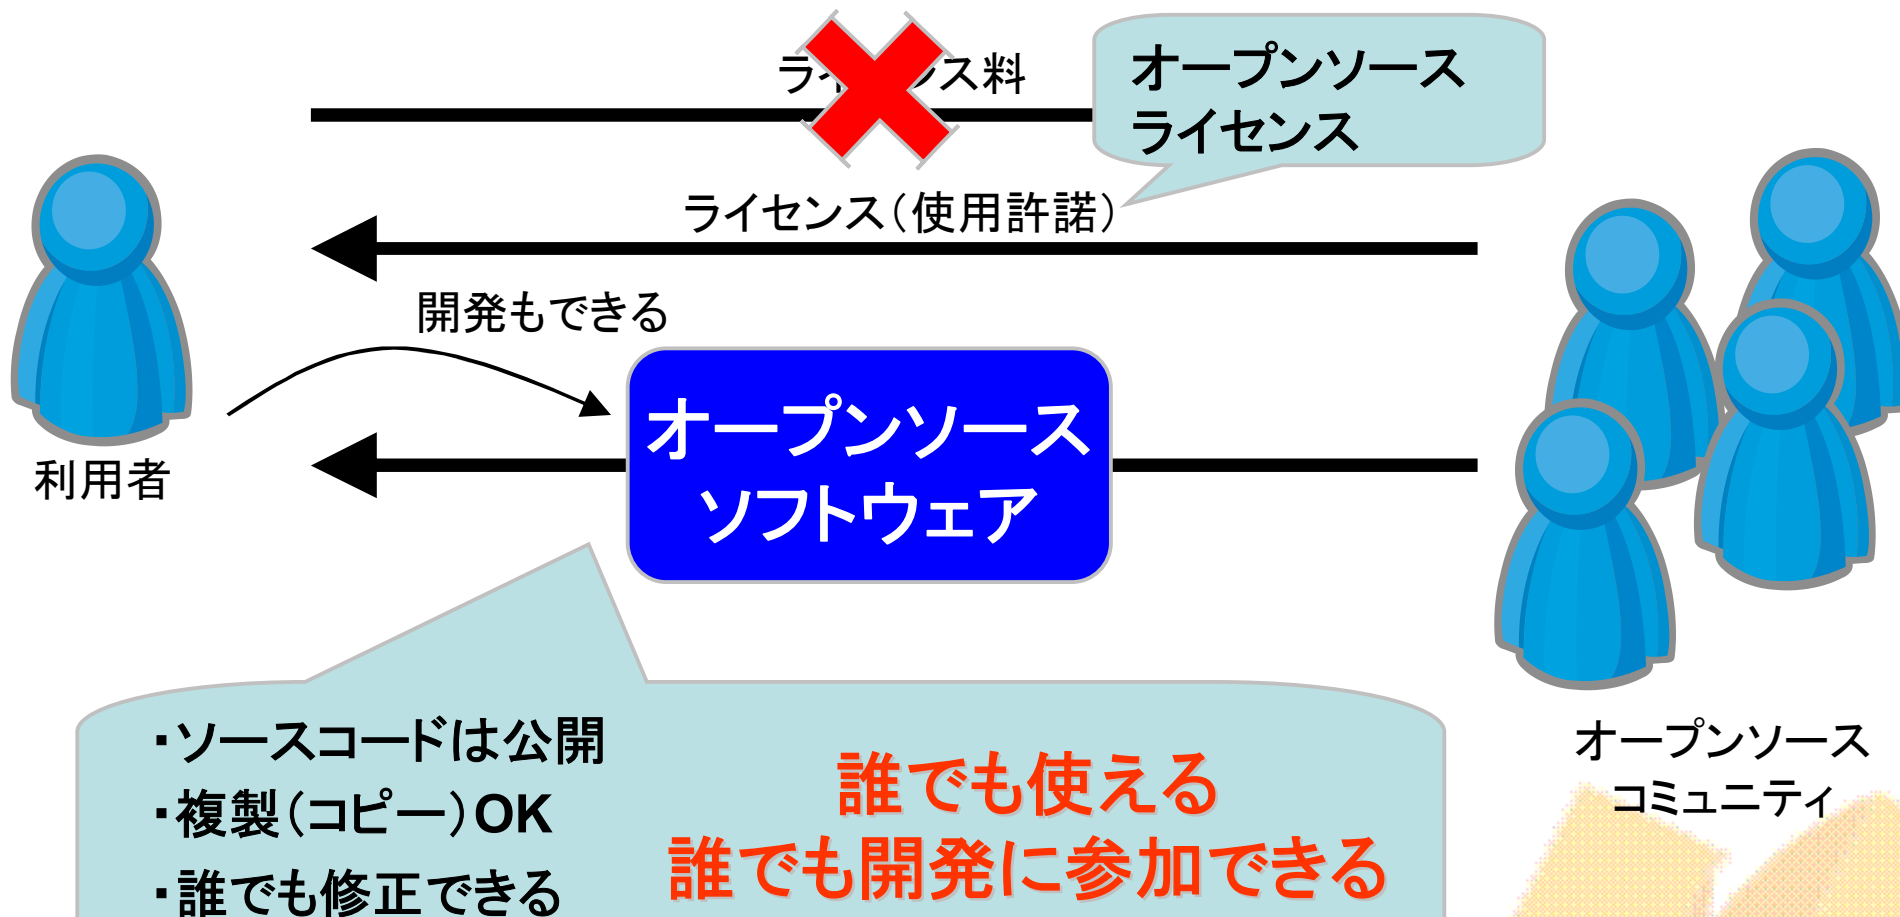 ライセンス料
オープンソース
ライセンス
ライセンス（使用許諾）
開発もできる
オープンソース
ソフトウェア
利用者
オープンソース
コミュニティ
・ソースコードは公開
・複製（コピー）OK
・誰でも修正できる
誰でも使える
誰でも開発に参加できる